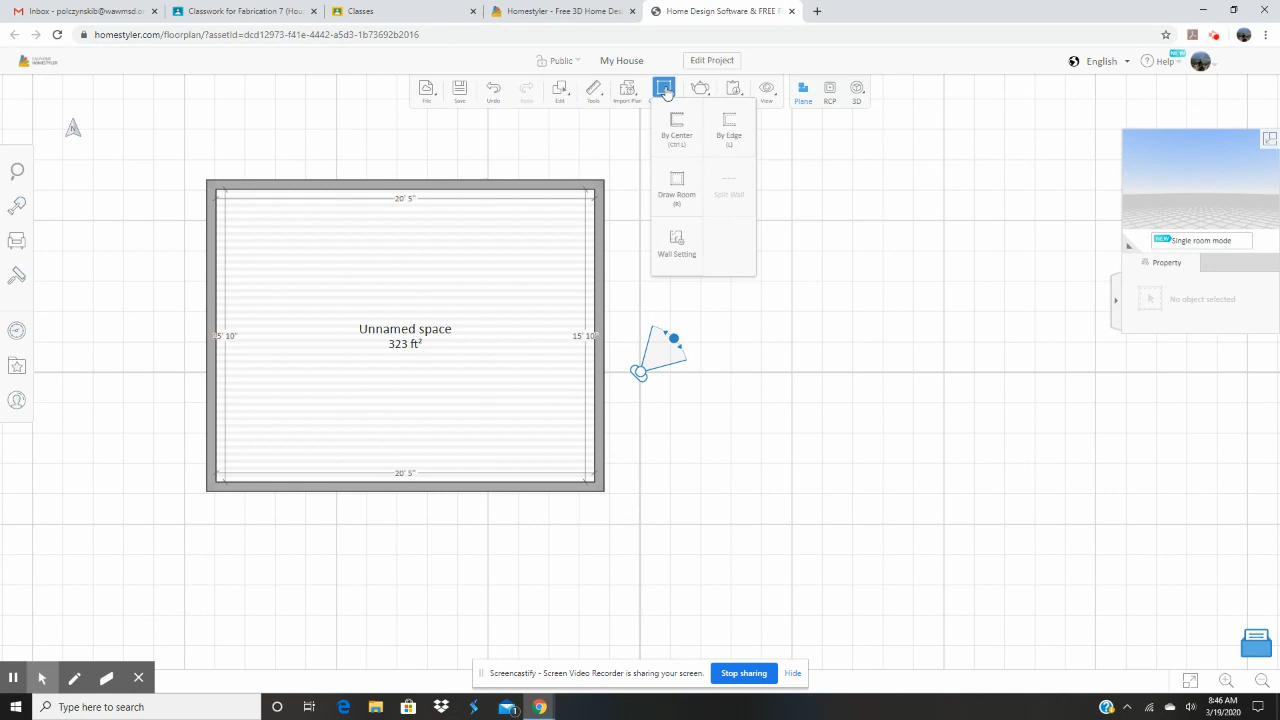 Inbox - polczynskib@wawmsd.or
Classwork for Fabrication 7 (Hou
Classes
Homestyler - Free 3D Home Desi
Home Design Software & FREE F
homestyler.com/floorplan/?assetId=dcd12973-f41e-4442-a5d3-1b73692b2016
HOMESTYLER
Public
My House
Edit Project
English
NEW
Help
File
Save
Undo
Redo
Edit
Tools
Import Plan
View
Plane
RCP
3D
By Center
(Ctrl L)
By Edge
(L)
Draw Room
(R)
Split Wall
Wall Setting
N
20' 5"
15' 10"
Unnamed space
323 ft²
15' 10"
20' 5"
NEW
Single room mode
Property
No object selected
Screencastify - Screen Video Recorder is sharing your screen.
Stop sharing
Hide
Type here to search
1
8:46 AM
3/19/2020